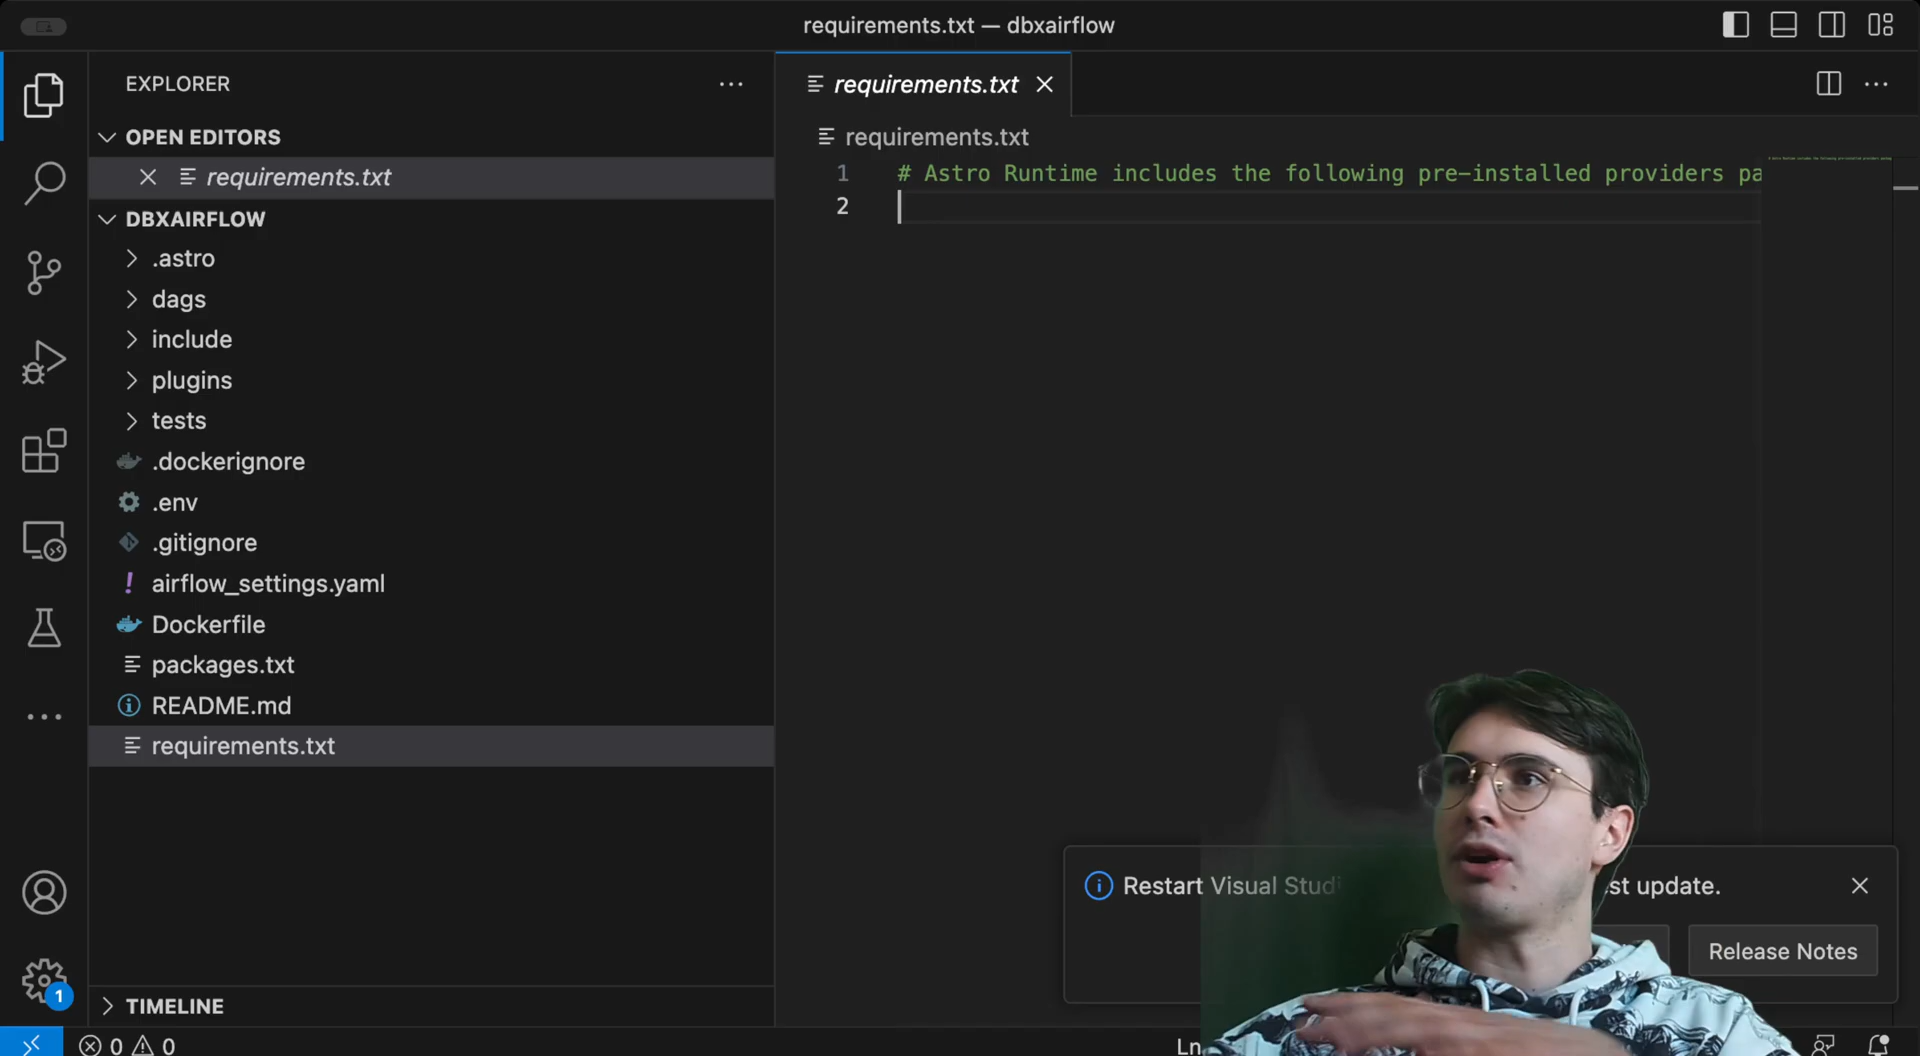 requirements.txt — dbxairflow
EXPLORER
OPEN EDITORS
requirements.txt
DBXAIRFLOW
.astro
dags
include
plugins
tests
.dockerignore
.env
.gitignore
airflow_settings.yaml
Dockerfile
packages.txt
README.md
requirements.txt
TIMELINE
requirements.txt
requirements.txt
1 # Astro Runtime includes the following pre-installed providers pa
2
Restart Visual Stud
st update.
Release Notes
1
0 0
Ln